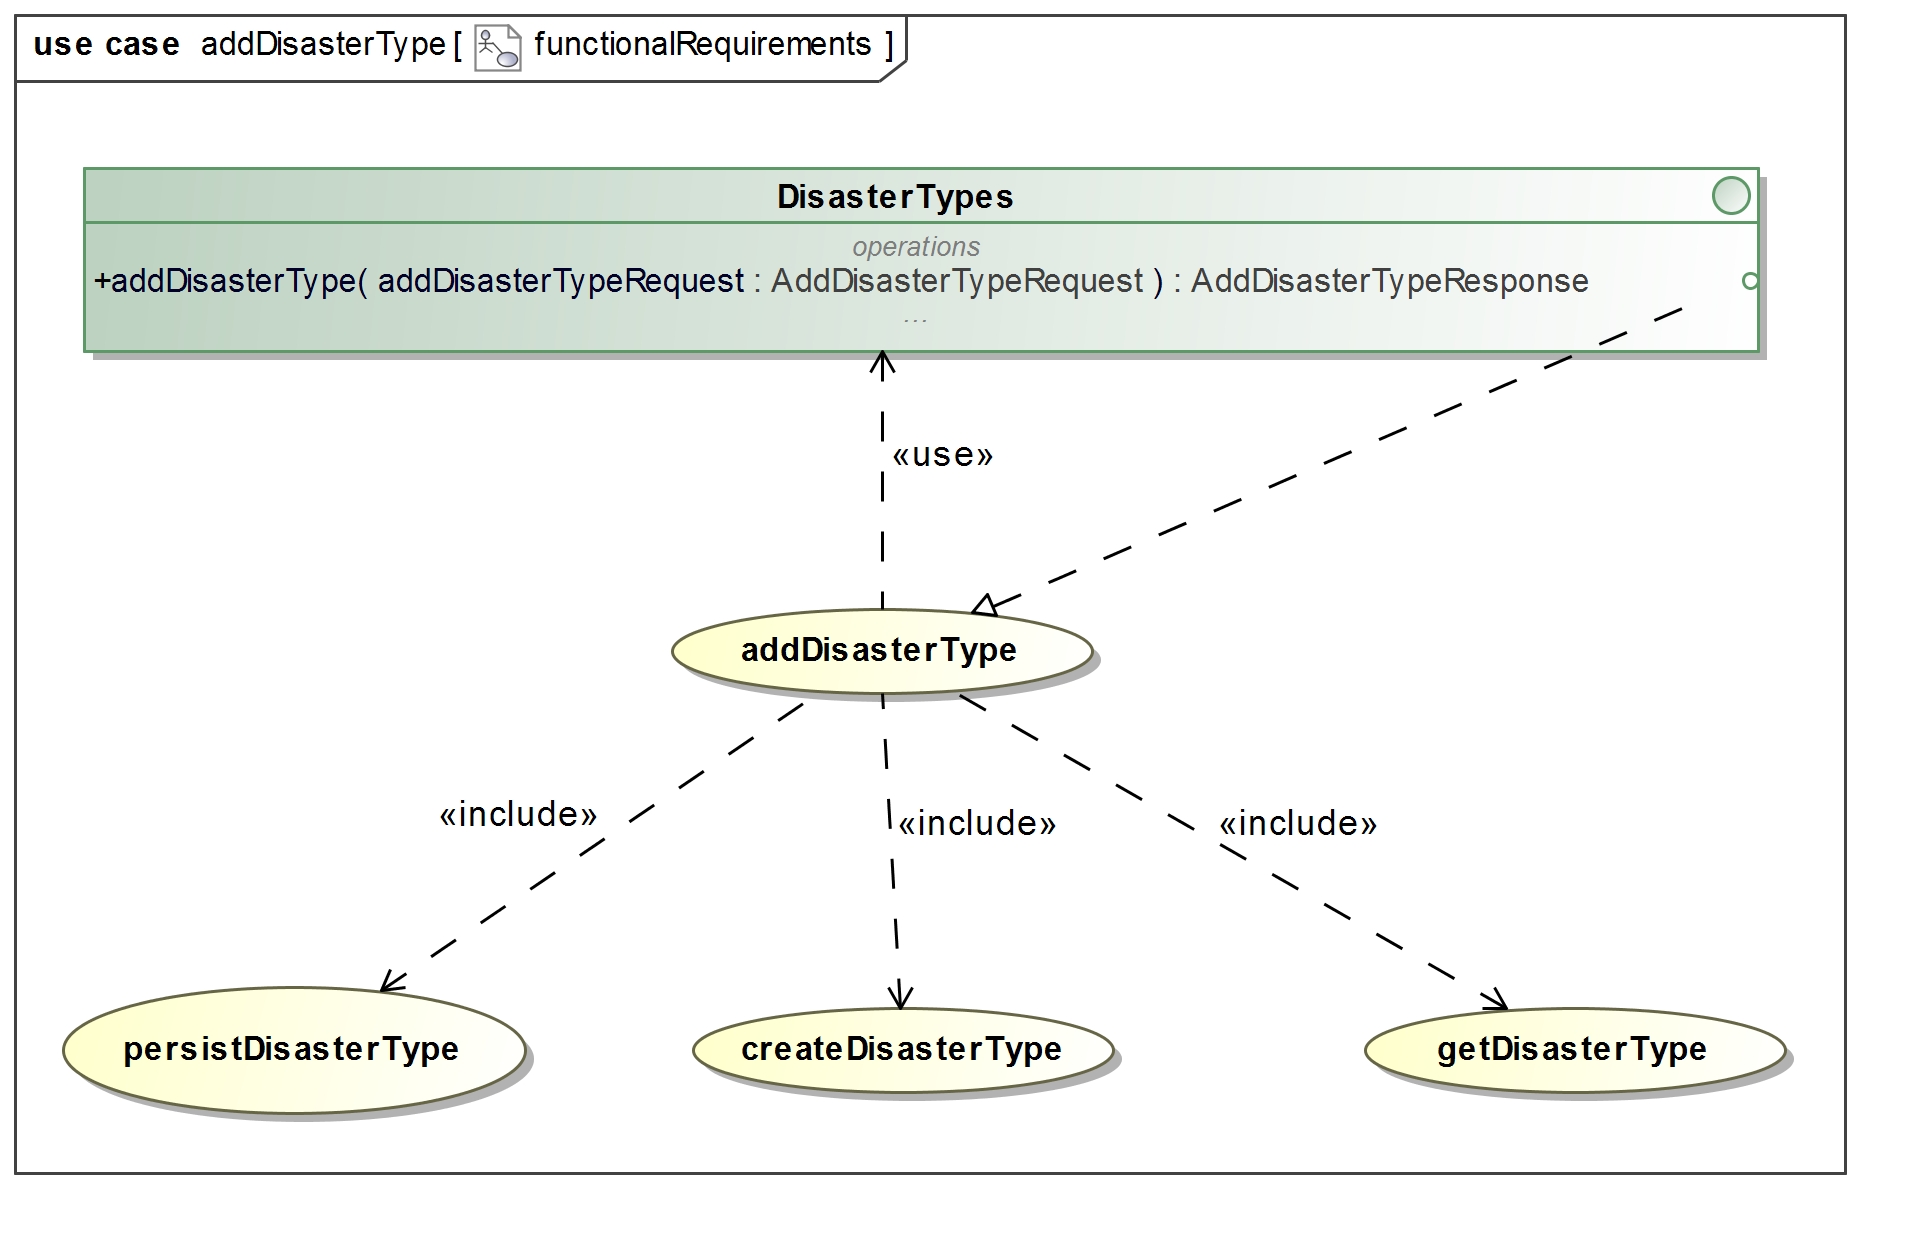 use case addDisasterType [ functionalRequirements ]
DisasterTypes
operations
+addDisasterType( addDisasterTypeRequest : AddDisasterTypeRequest ) : AddDisasterTypeResponse
...
«use»
addDisasterType
«include»
«include»
«include»
persistDisasterType
createDisasterType
getDisasterType